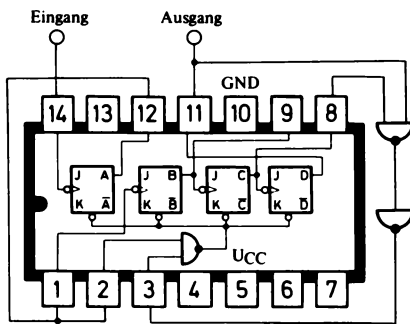 Eingang Ausgang
GND
14 13 12 11 10 9 8
J A J B J C J D
K A̅ K B̅ K C̅ K D̅
UCC
1 2 3 4 5 6 7